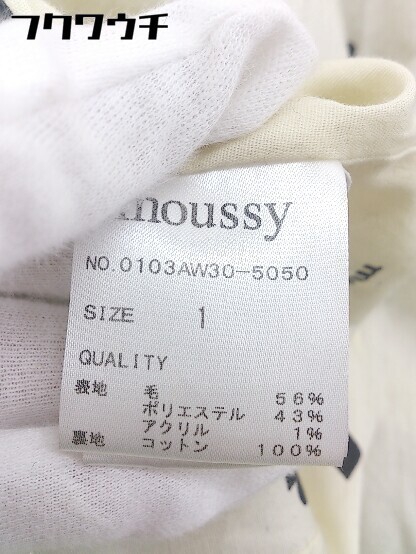 フクワウチ
moussy
NO.0103AW30-5050
SIZE 1
QUALITY
表地 毛 56%
ポリエステル 43%
アクリル 1%
裏地 コットン 100%